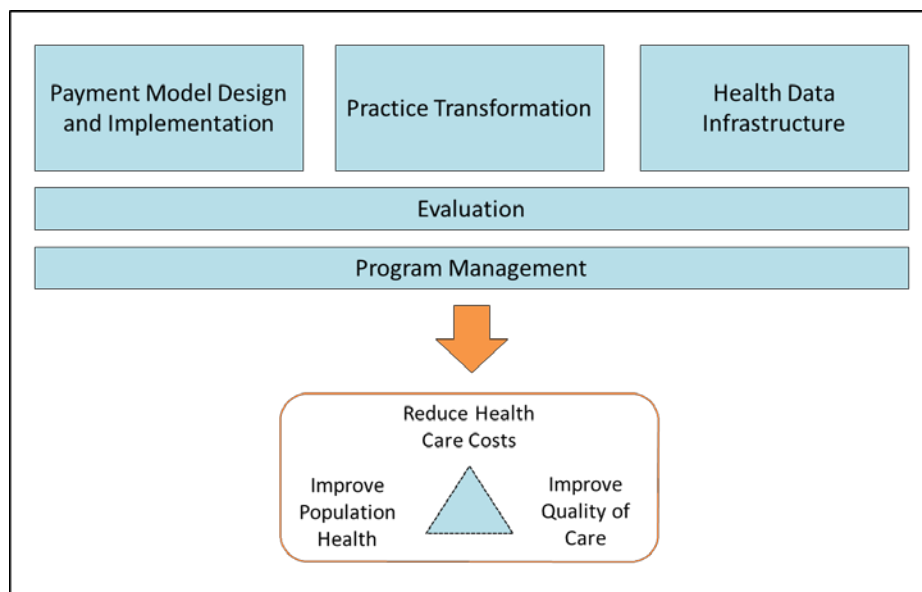 Payment Model Design
and Implementation
Practice Transformation
Health Data
Infrastructure
Evaluation
Program Management
Reduce Health
Care Costs
Improve
Population
Health
Improve
Quality of
Care